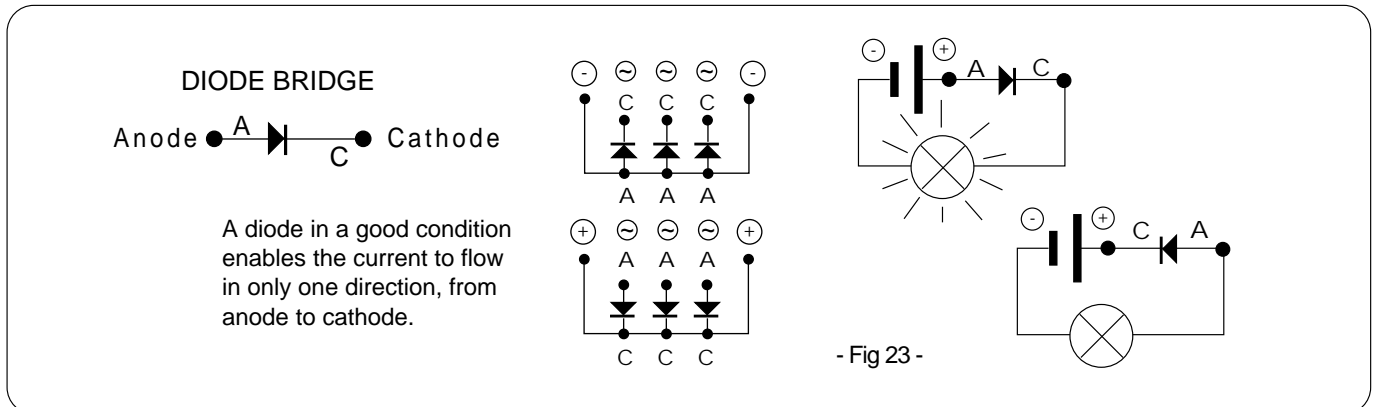 DIODE BRIDGE
Anode A C Cathode
A diode in a good condition
enables the current to flow
in only one direction, from
anode to cathode.
- ~ ~ ~ -
C C C
A A A
+ ~ ~ ~ +
A A A
C C C
- +
A C
- +
C A
- Fig 23 -